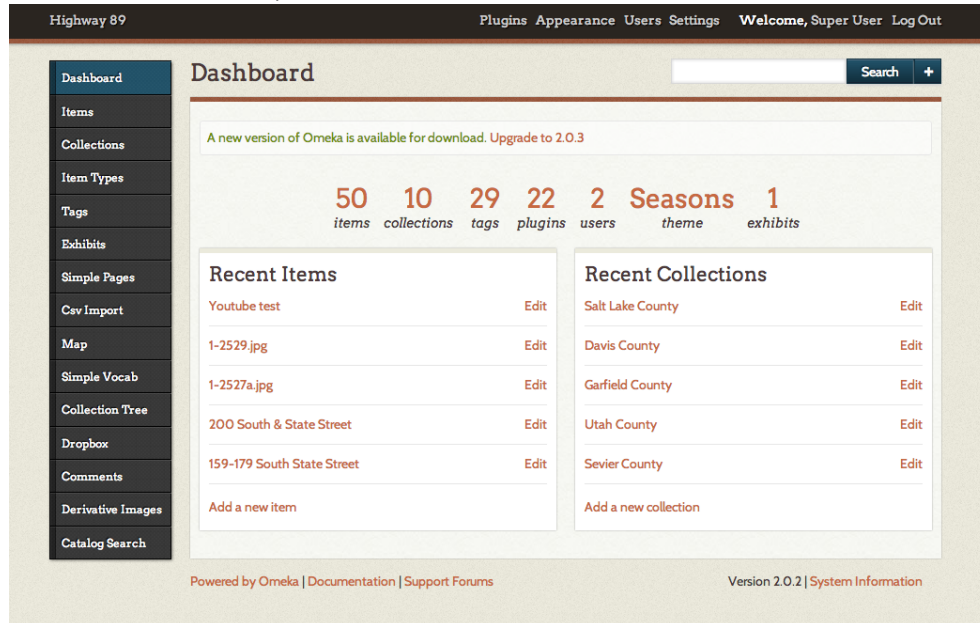 Highway 89
Plugins Appearance Users Settings Welcome, Super User Log Out
Dashboard
Items
Collections
Item Types
Tags
Exhibits
Simple Pages
Csv Import
Map
Simple Vocab
Collection Tree
Dropbox
Comments
Derivative Images
Catalog Search
Dashboard
Search +
A new version of Omeka is available for download. Upgrade to 2.0.3
50 10 29 22 2 Seasons 1
items collections tags plugins users theme exhibits
Recent Items
Youtube test Edit
1-2529.jpg Edit
1-2527a.jpg Edit
200 South & State Street Edit
159-179 South State Street Edit
Add a new item
Recent Collections
Salt Lake County Edit
Davis County Edit
Garfield County Edit
Utah County Edit
Sevier County Edit
Add a new collection
Powered by Omeka | Documentation | Support Forums
Version 2.0.2 | System Information